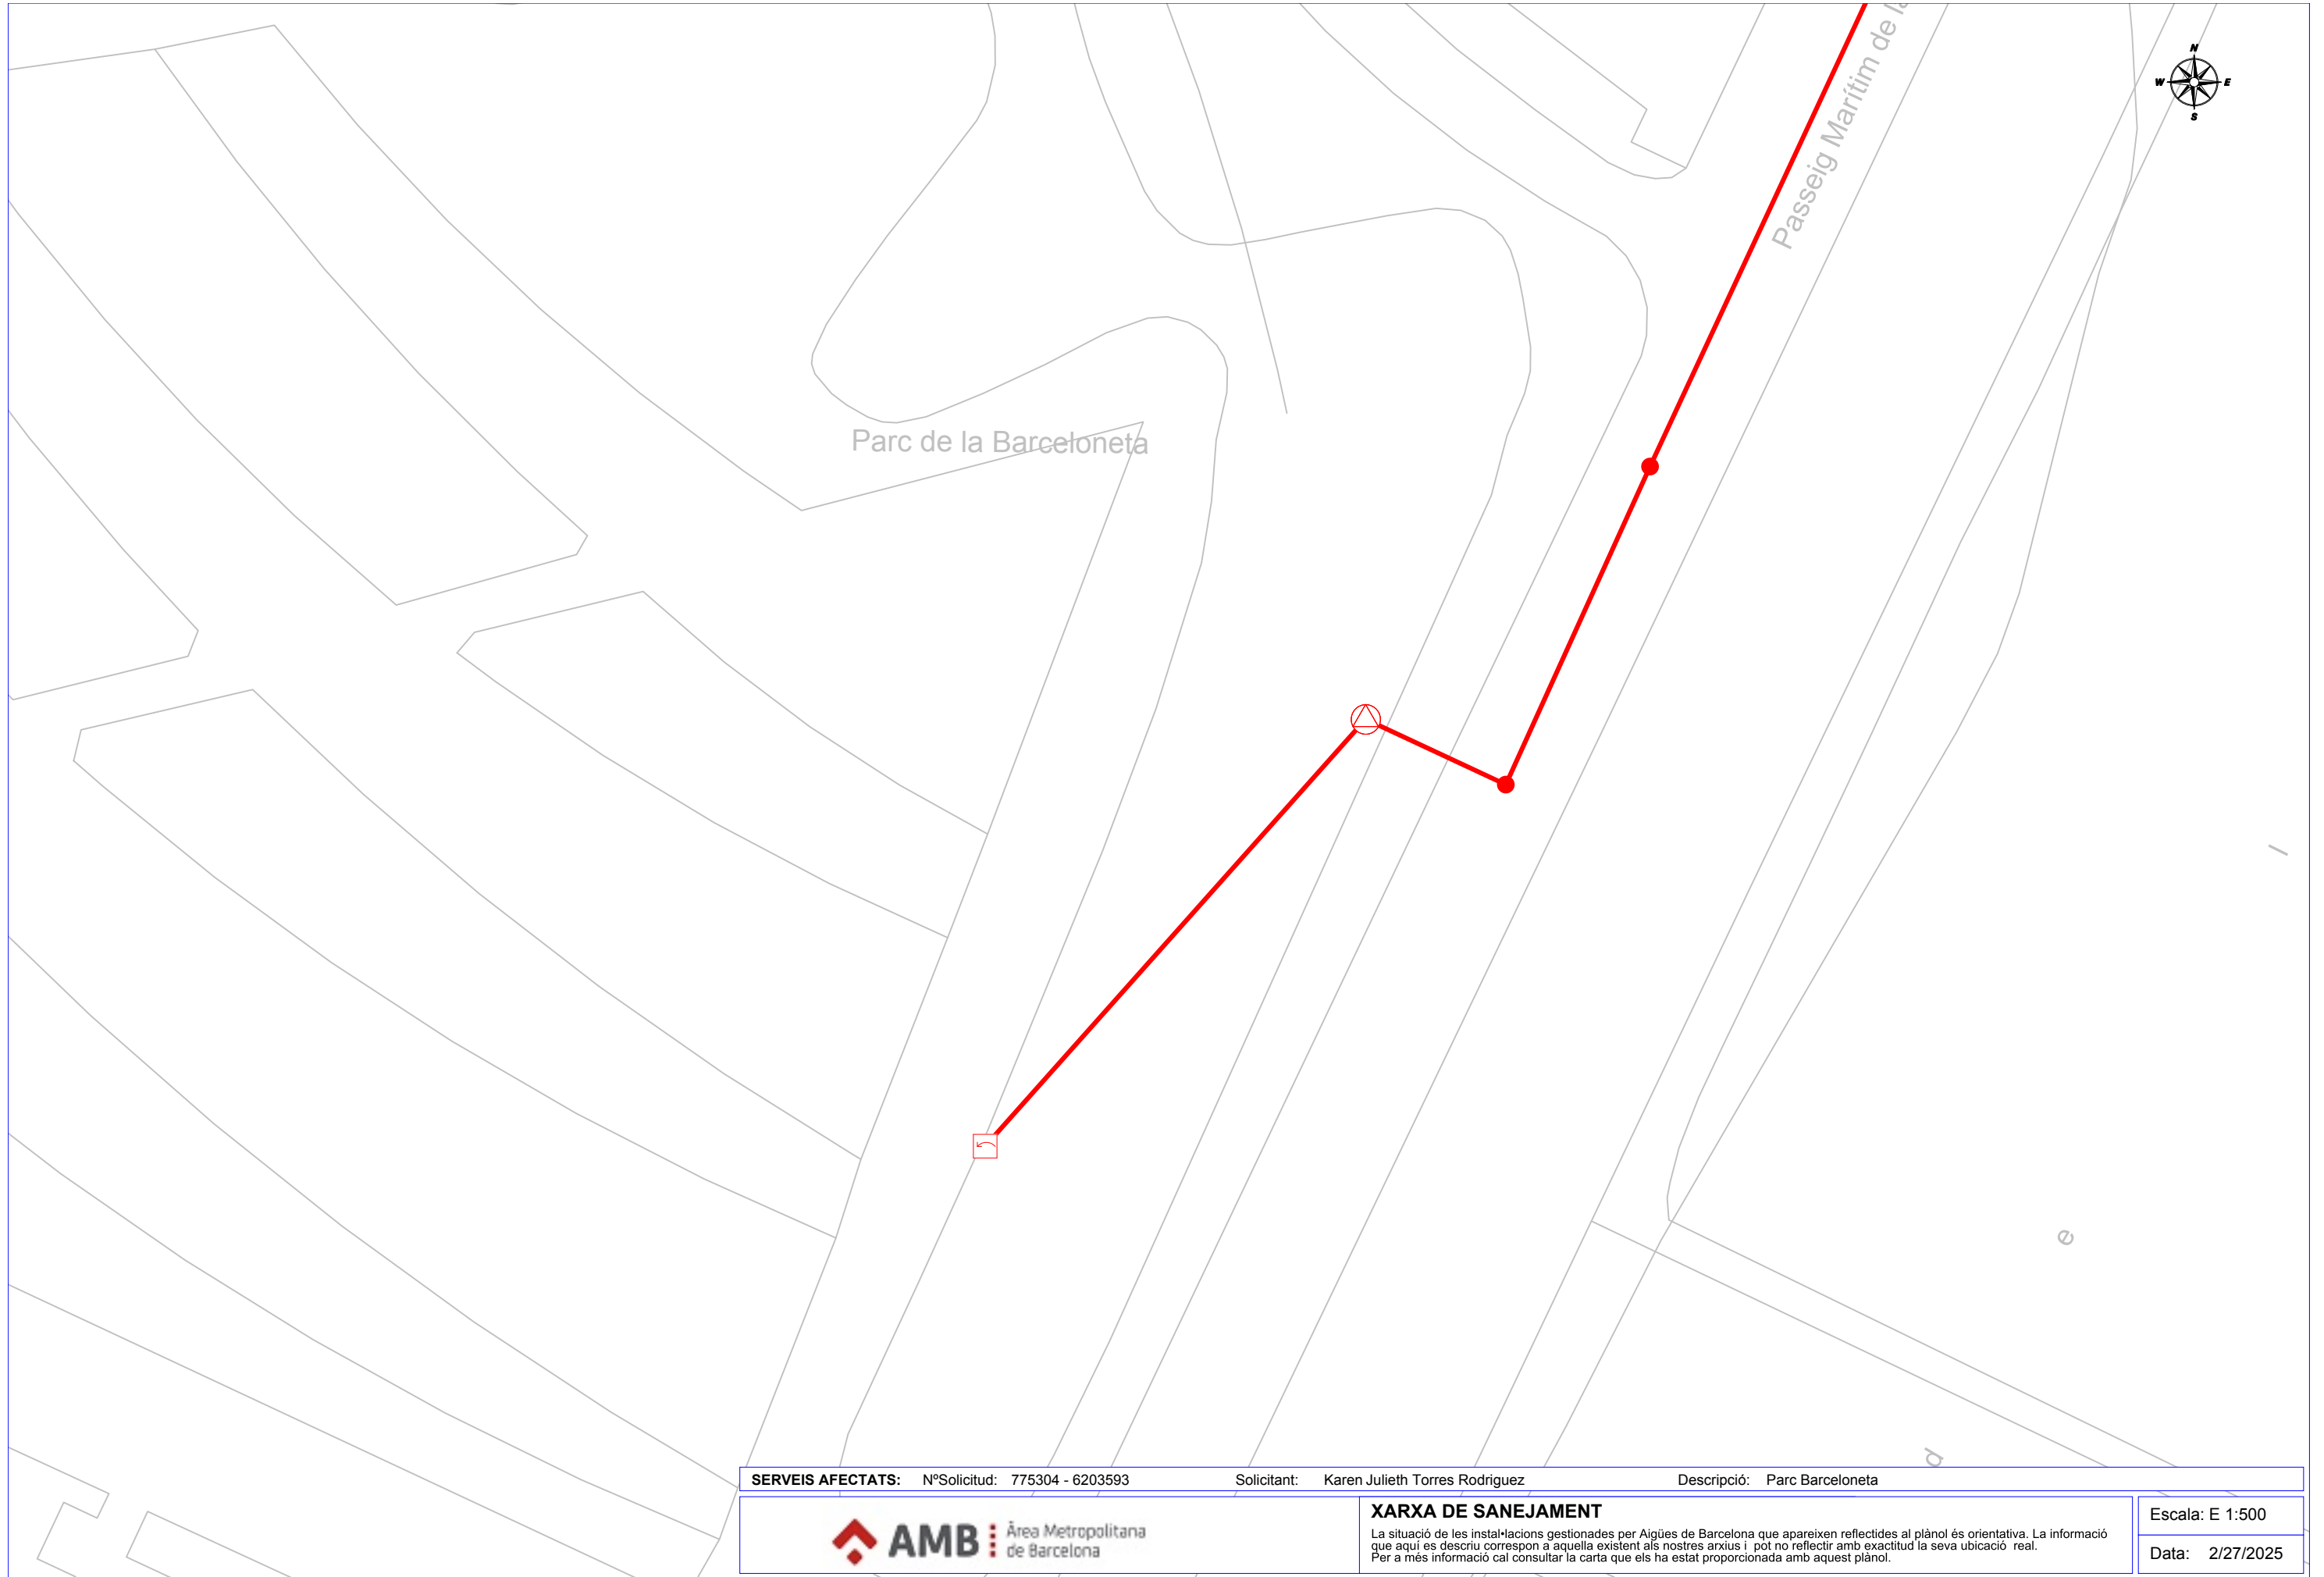 N
W E
S
Passeig Marítim de la
Parc de la Barceloneta
l
e
d
SERVEIS AFECTATS: NºSolicitud: 775304 - 6203593 Solicitant: Karen Julieth Torres Rodriguez Descripció: Parc Barceloneta
AMB Àrea Metropolitana
de Barcelona
XARXA DE SANEJAMENT
La situació de les instal•lacions gestionades per Aigües de Barcelona que apareixen reflectides al plànol és orientativa. La informació
que aquí es descriu correspon a aquella existent als nostres arxius i pot no reflectir amb exactitud la seva ubicació real.
Per a més informació cal consultar la carta que els ha estat proporcionada amb aquest plànol.
Escala: E 1:500
Data: 2/27/2025